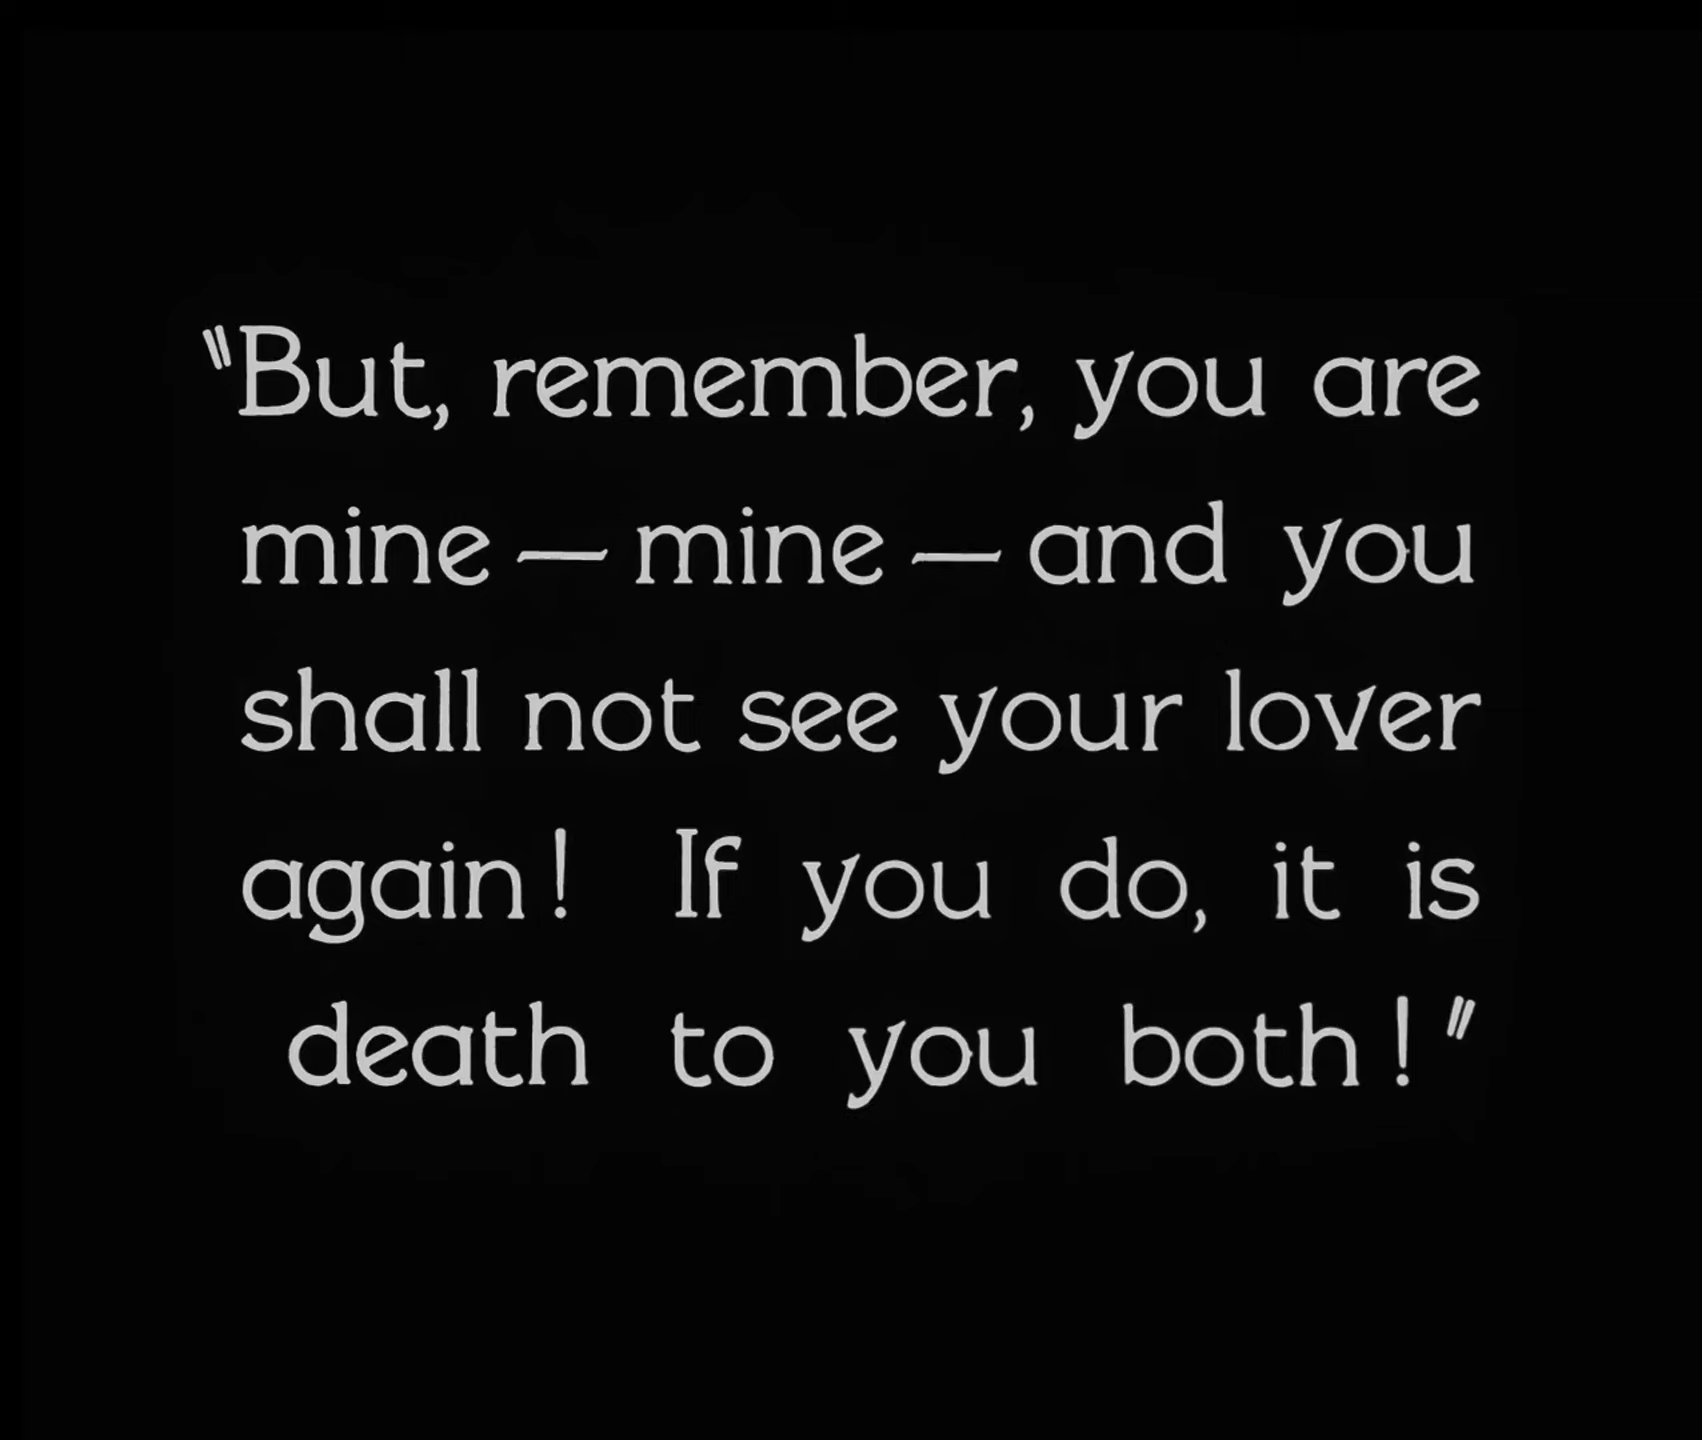 "But, remember, you are
mine — mine — and you
shall not see your lover
again! If you do, it is
death to you both!"